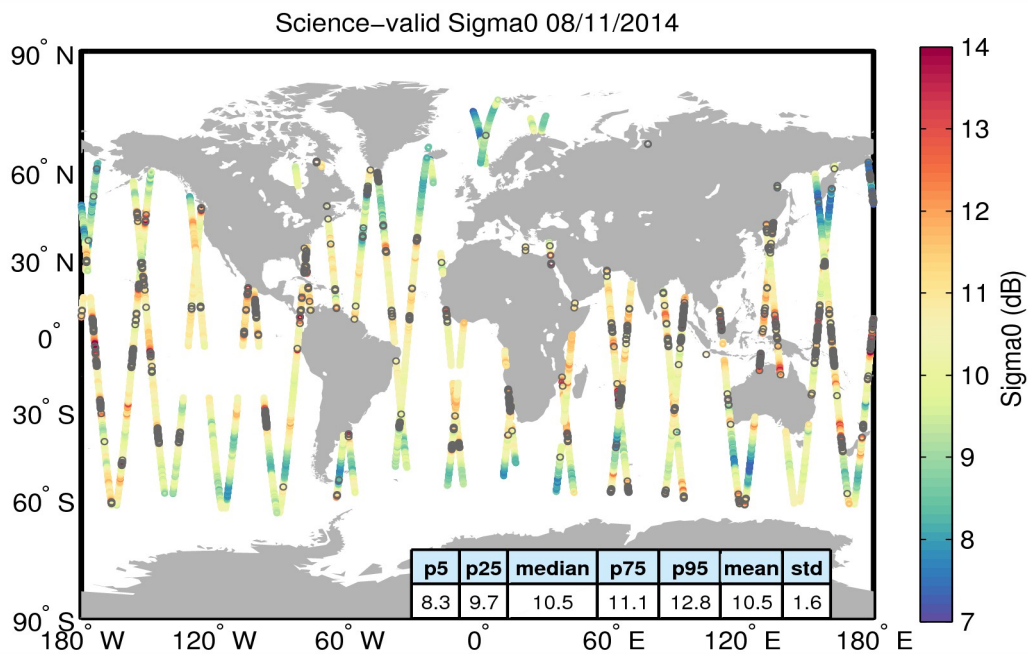 Science−valid Sigma0 08/11/2014
90° N
60° N
30° N
0°
30° S
60° S
90° S
180° W
120° W
60° W
0°
60° E
120° E
180° E
p5 p25 median p75 p95 mean std
8.3 9.7 10.5 11.1 12.8 10.5 1.6
14
13
12
11
10
9
8
7
Sigma0 (dB)